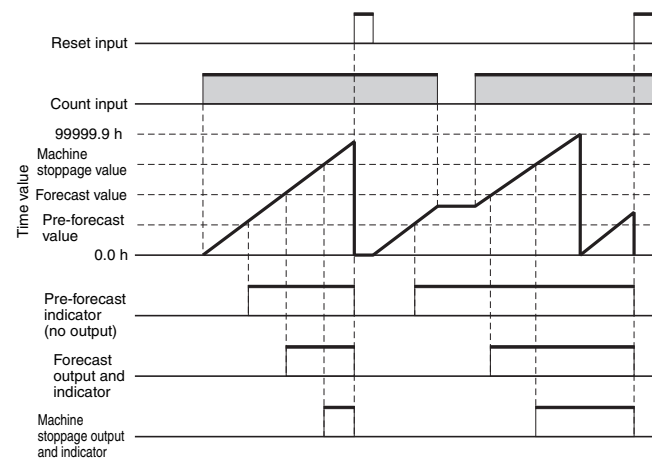 Reset input
Count input
99999.9 h
Machine
stoppage value
Forecast value
Pre-forecast
value
0.0 h
Time value
Pre-forecast
indicator
(no output)
Forecast
output and
indicator
Machine
stoppage output
and indicator